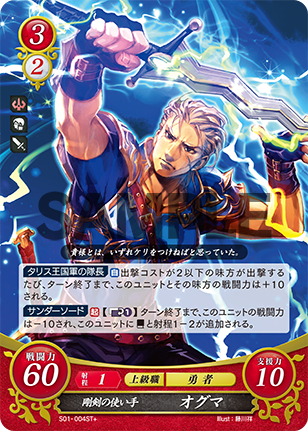 3
2
SAMPLE
貴様とは、いずれケリをつけねばと思っていた。
タリス王国軍の隊長 自 出撃コストが2以下の味方が出撃する
たび、ターン終了まで、このユニットとその味方の戦闘力は+10
される。
サンダーソード 起 【 】ターン終了まで、このユニットの戦闘力
は-10され、このユニットに と射程1-2が追加される。
戦闘力
60
射程 1 上級職 勇者
支援力
10
剛剣の使い手 オグマ
S01-004ST+ Illust:藤川祥